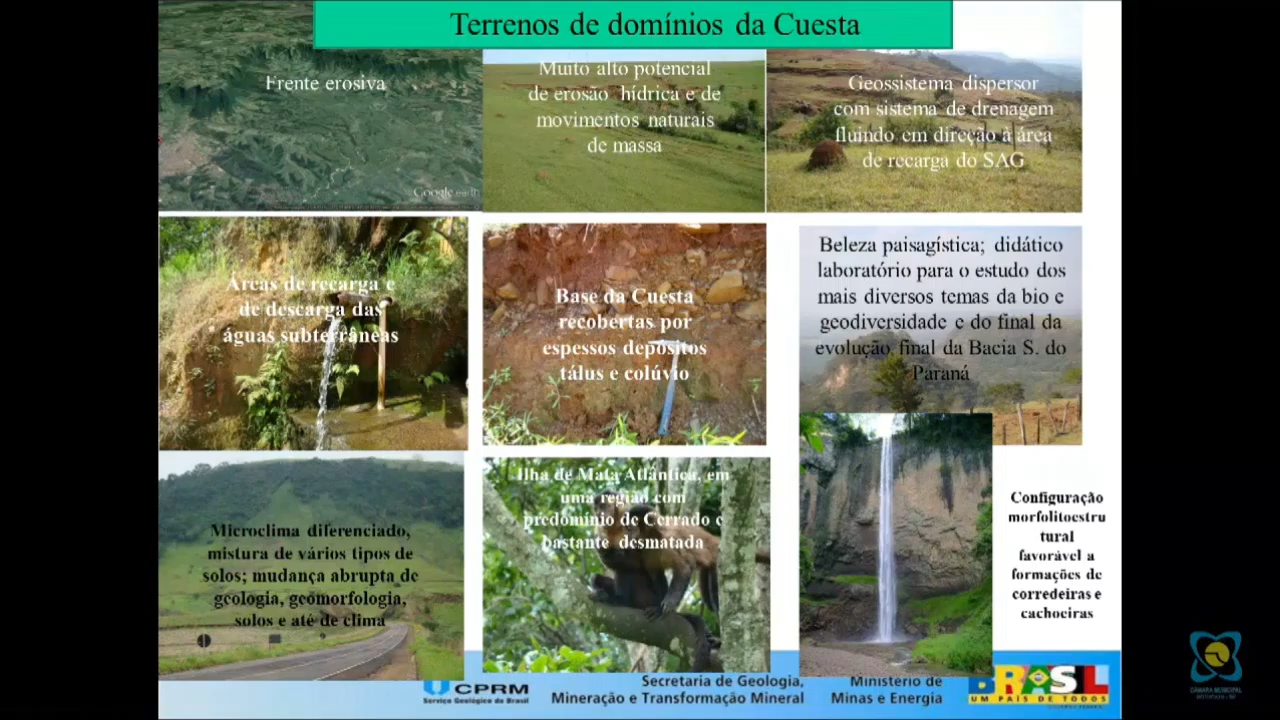 Terrenos de domínios da Cuesta
Frente erosiva
Google earth
Muito alto potencial
de erosão hídrica e de
movimentos naturais
de massa
Geossistema dispersor
com sistema de drenagem
fluindo em direção à área
de recarga do SAG
Áreas de recarga e
de descarga das
águas subterrâneas
Base da Cuesta
recobertas por
espessos depósitos
tálus e colúvio
Beleza paisagística; didático
laboratório para o estudo dos
mais diversos temas da bio e
geodiversidade e do final da
evolução final da Bacia S. do
Paraná
Microclima diferenciado,
mistura de vários tipos de
solos; mudança abrupta de
geologia, geomorfologia,
solos e até de clima
Ilha de Mata Atlântica, em
uma região com
predomínio de Cerrado e
bastante desmatada
Configuração
morfolitoestru
tural
favorável a
formações de
corredeiras e
cachoeiras
CPRM
Serviço Geológico do Brasil
Secretaria de Geologia,
Mineração e Transformação Mineral
Ministério de
Minas e Energia
BRASIL
UM PAÍS DE TODOS
CÂMARA MUNICIPAL